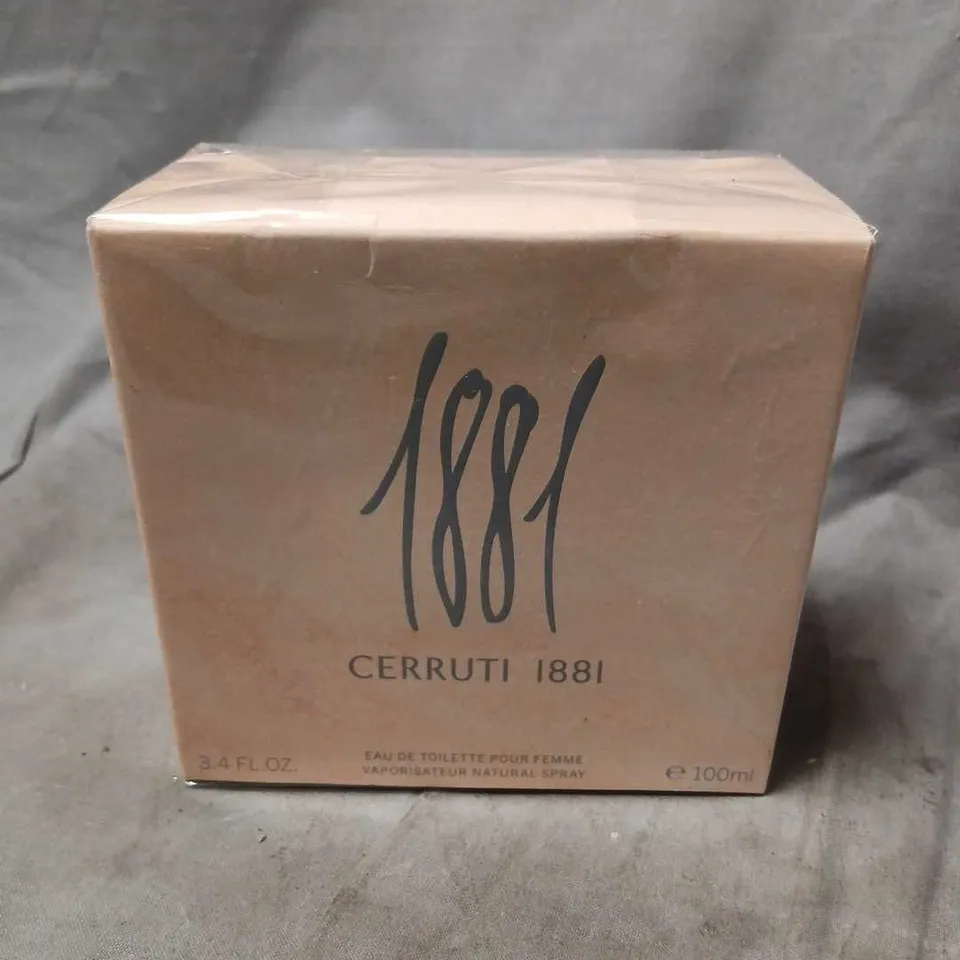 1881
CERRUTI 1881
3.4 FL.OZ.
EAU DE TOILETTE POUR FEMME
VAPORISATEUR NATURAL SPRAY
℮ 100ml